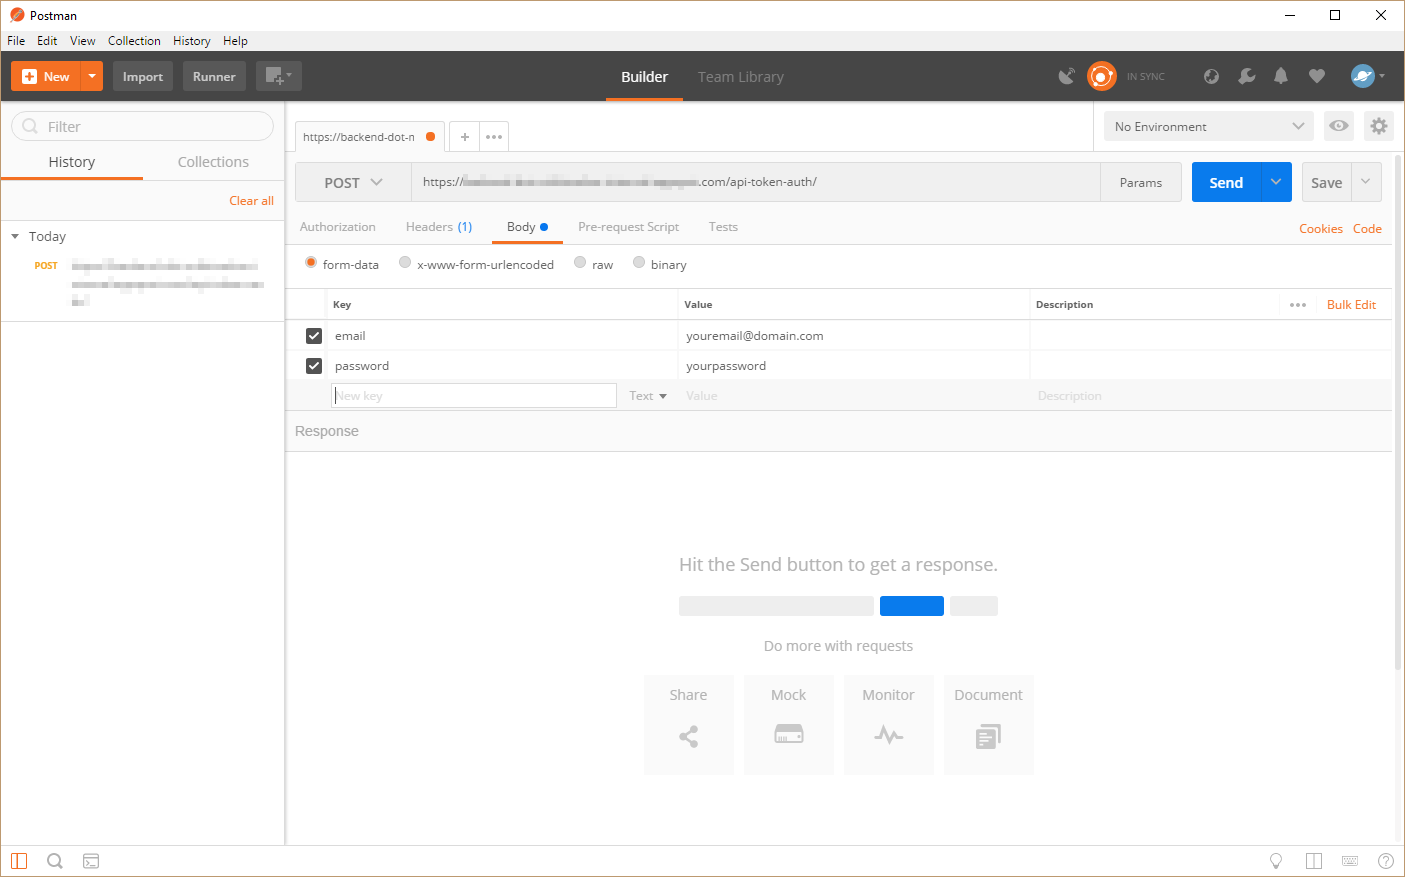 Postman
File Edit View Collection History Help
New Import Runner Builder Team Library IN SYNC
Filter
History Collections
Clear all
Today
POST
https://backend-dot-n
No Environment
POST https:// .com/api-token-auth/ Params Send Save
Authorization Headers (1) Body Pre-request Script Tests Cookies Code
form-data x-www-form-urlencoded raw binary
Key Value Description Bulk Edit
email youremail@domain.com
password yourpassword
New key Text Value Description
Response
Hit the Send button to get a response.
Do more with requests
Share Mock Monitor Document